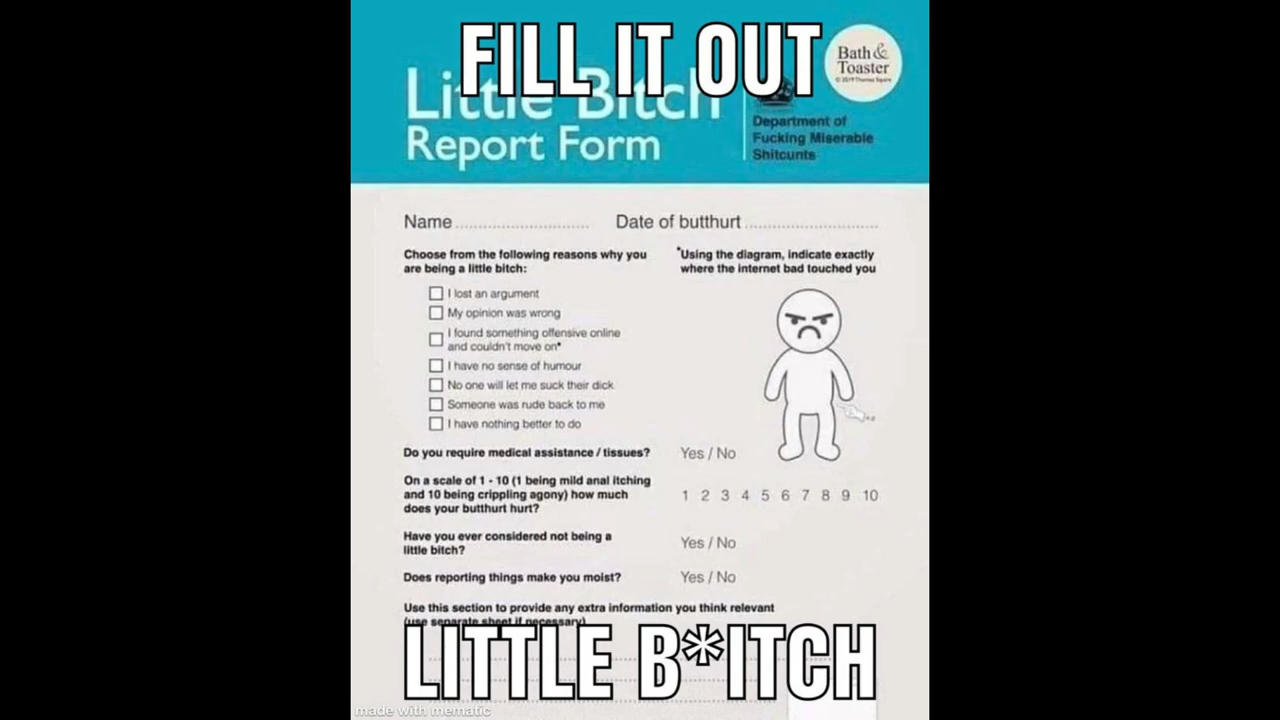 FILL IT OUT
Bath &
Toaster
Little Bitch
Report Form
Department of
Fucking Miserable
Shitcunts
Name
Date of butthurt
Choose from the following reasons why you
are being a little bitch:
I lost an argument
My opinion was wrong
I found something offensive online
and couldn't move on*
I have no sense of humour
No one will let me suck their dick
Someone was rude back to me
I have nothing better to do
*Using the diagram, indicate exactly
where the internet bad touched you
Do you require medical assistance / tissues?
Yes / No
On a scale of 1 - 10 (1 being mild anal itching
and 10 being crippling agony) how much
does your butthurt hurt?
1 2 3 4 5 6 7 8 9 10
Have you ever considered not being a
little bitch?
Yes / No
Does reporting things make you moist?
Yes / No
Use this section to provide any extra information you think relevant
(use separate sheet if necessary)
LITTLE B*ITCH
made with mematic